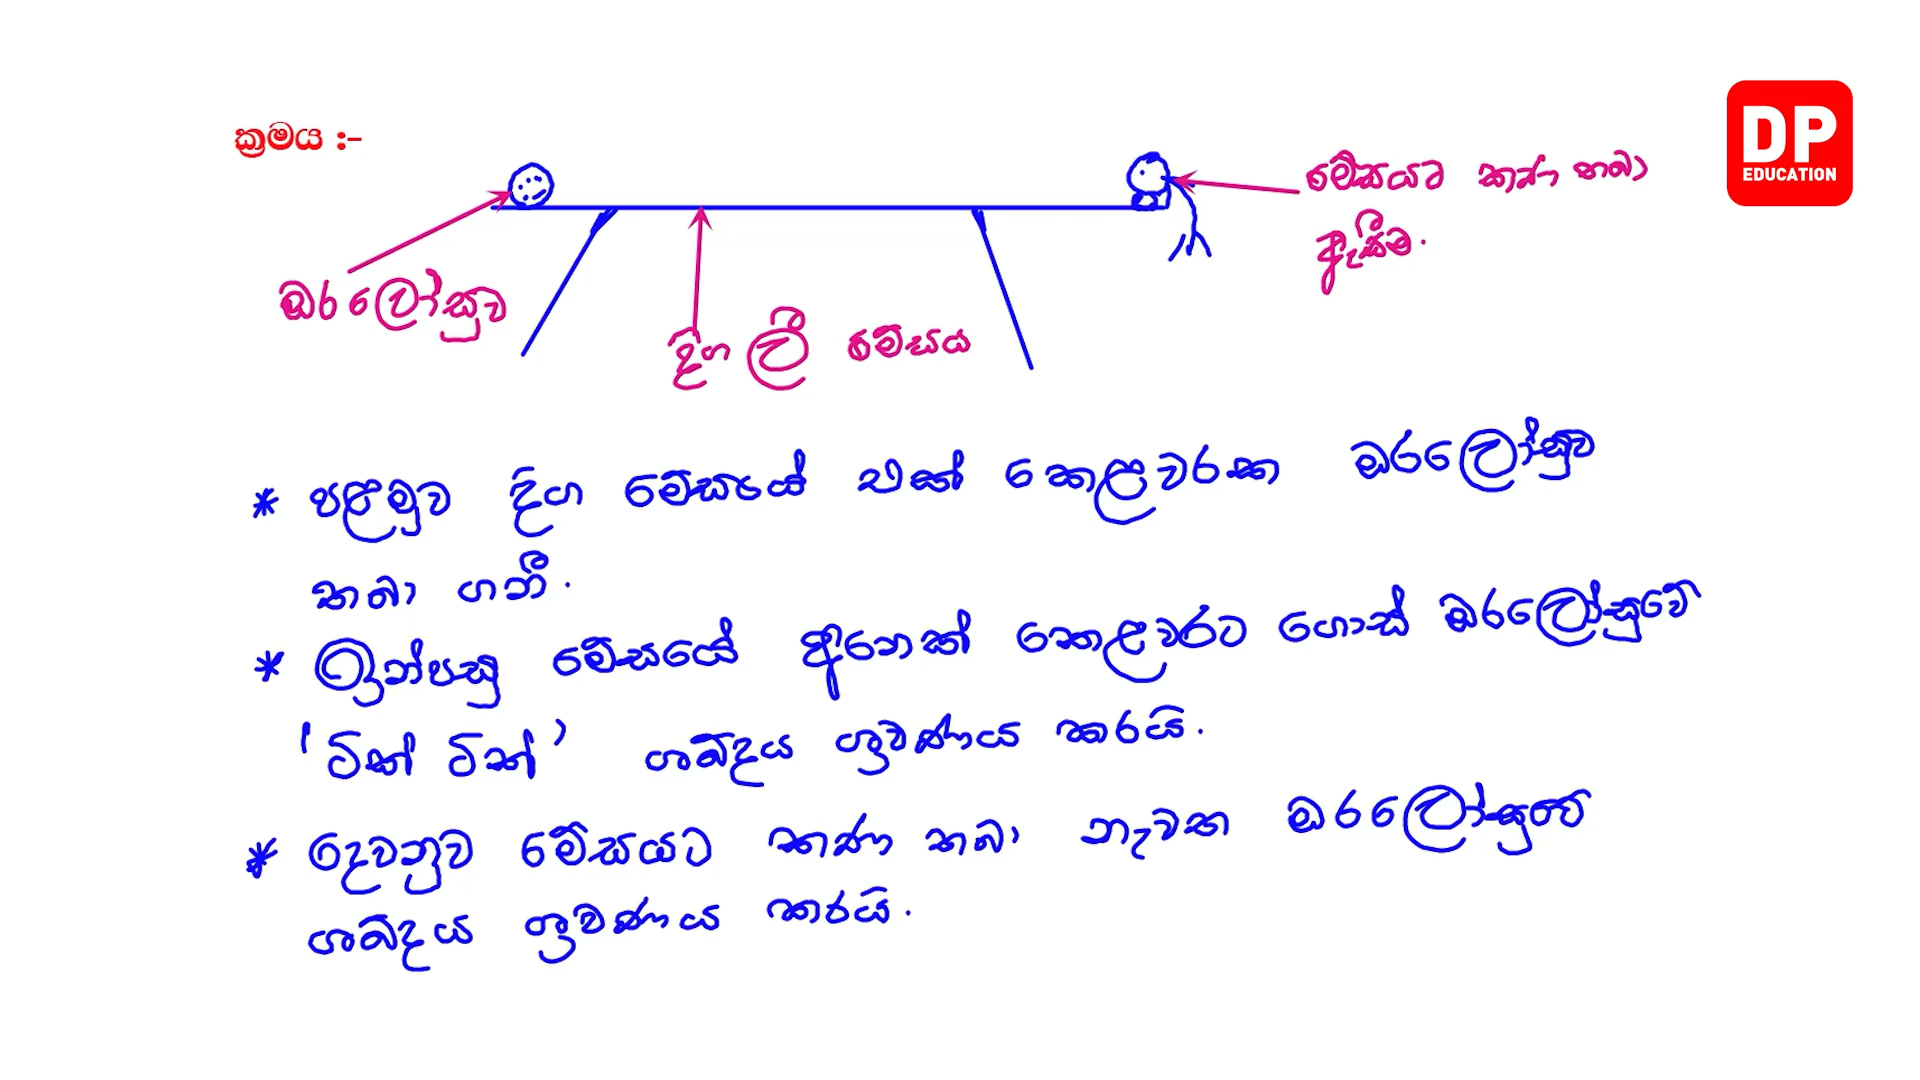 ක්‍රමය :-
DP
EDUCATION
මේසයට කණ තබා
ඇසීම.
ඔරලෝසුව
දිග ලී මේසය
* පළමුව දිග මේසයේ එක් කෙළවරක ඔරලෝසුව
තබා ගනී.
* ඉන්පසු මේසයේ අනෙක් කෙළවරට ගොස් ඔරලෝසුවේ
'ටික් ටික්' ශබ්දය ශ්‍රවණය කරයි.
* දෙවනුව මේසයට කණ තබා නැවත ඔරලෝසුවේ
ශබ්දය ශ්‍රවණය කරයි.